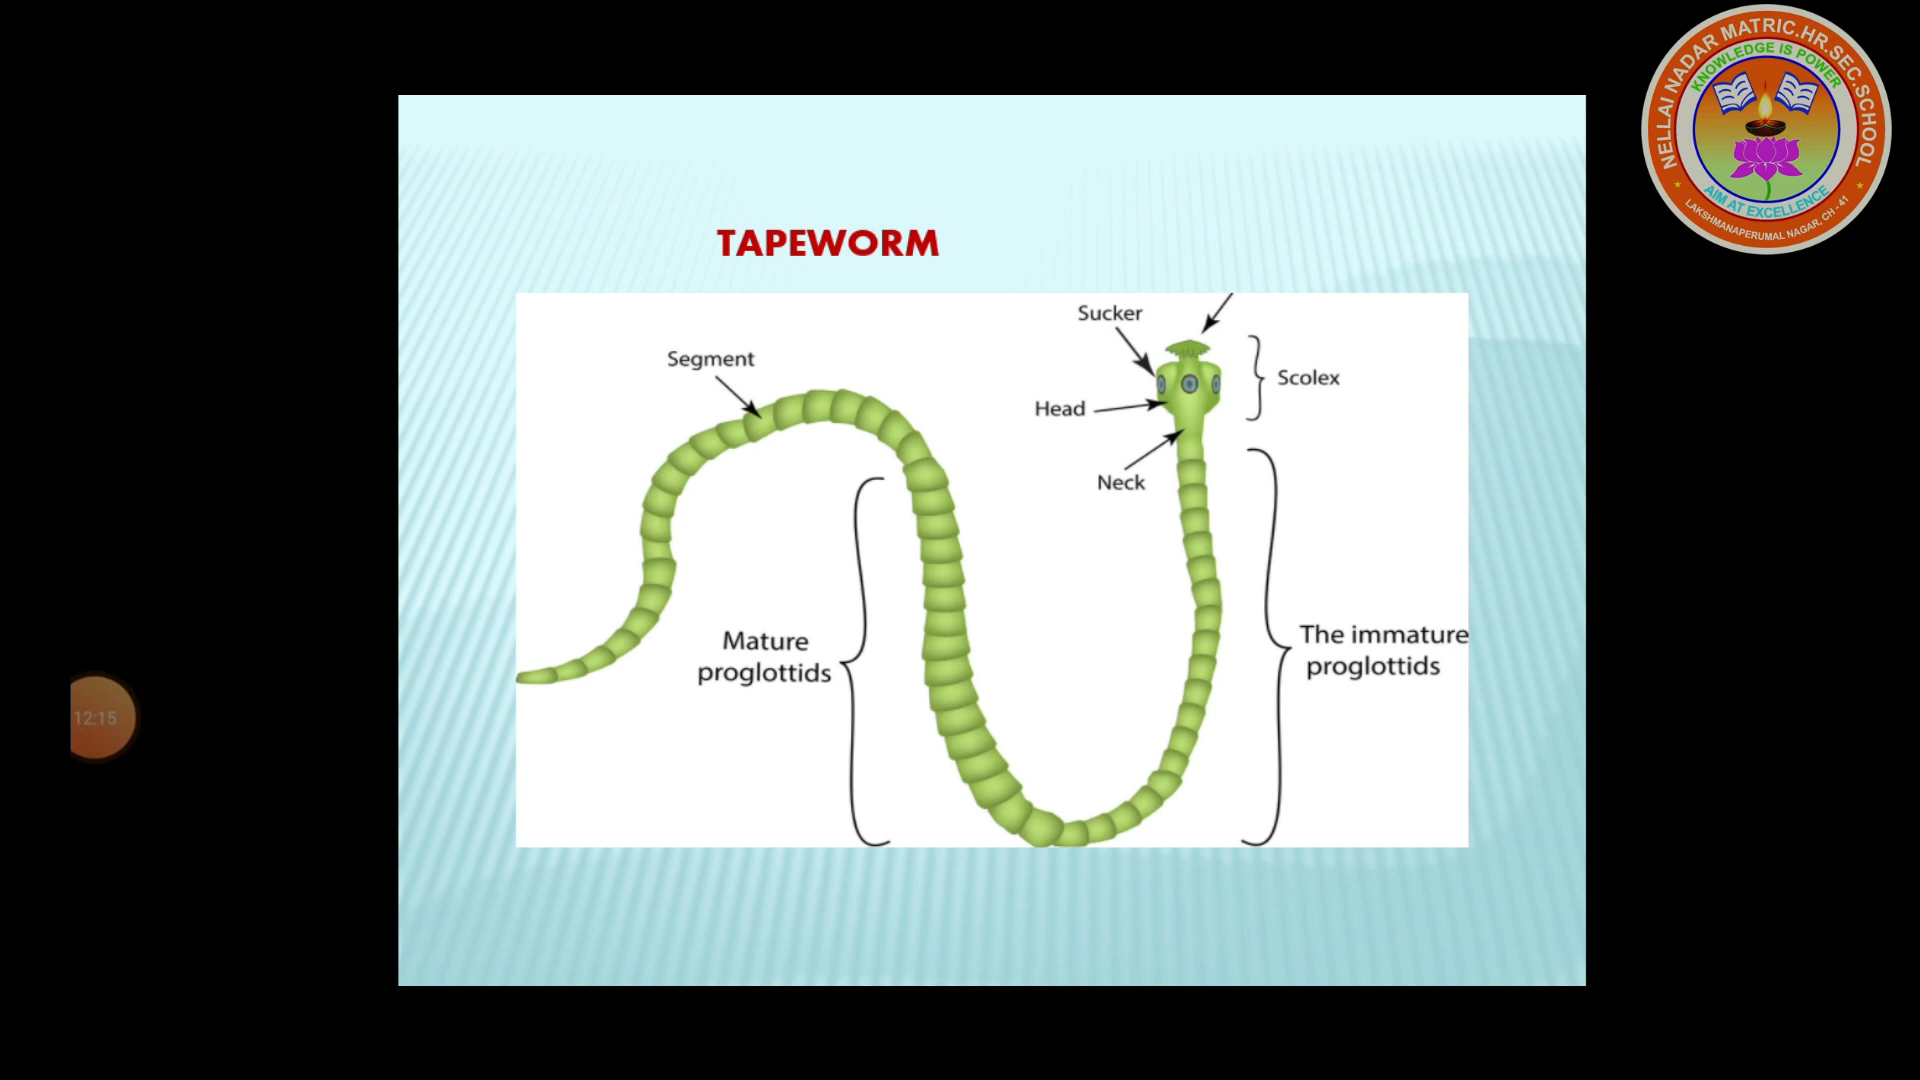 NELLAI NADAR MATRIC.HR.SEC.SCHOOL
KNOWLEDGE IS POWER
AIM AT EXCELLENCE
LAKSHMANAPERUMAL NAGAR, CH - 41
TAPEWORM
Sucker
Segment
Scolex
Head
Neck
Mature
proglottids
The immature
proglottids
12:15